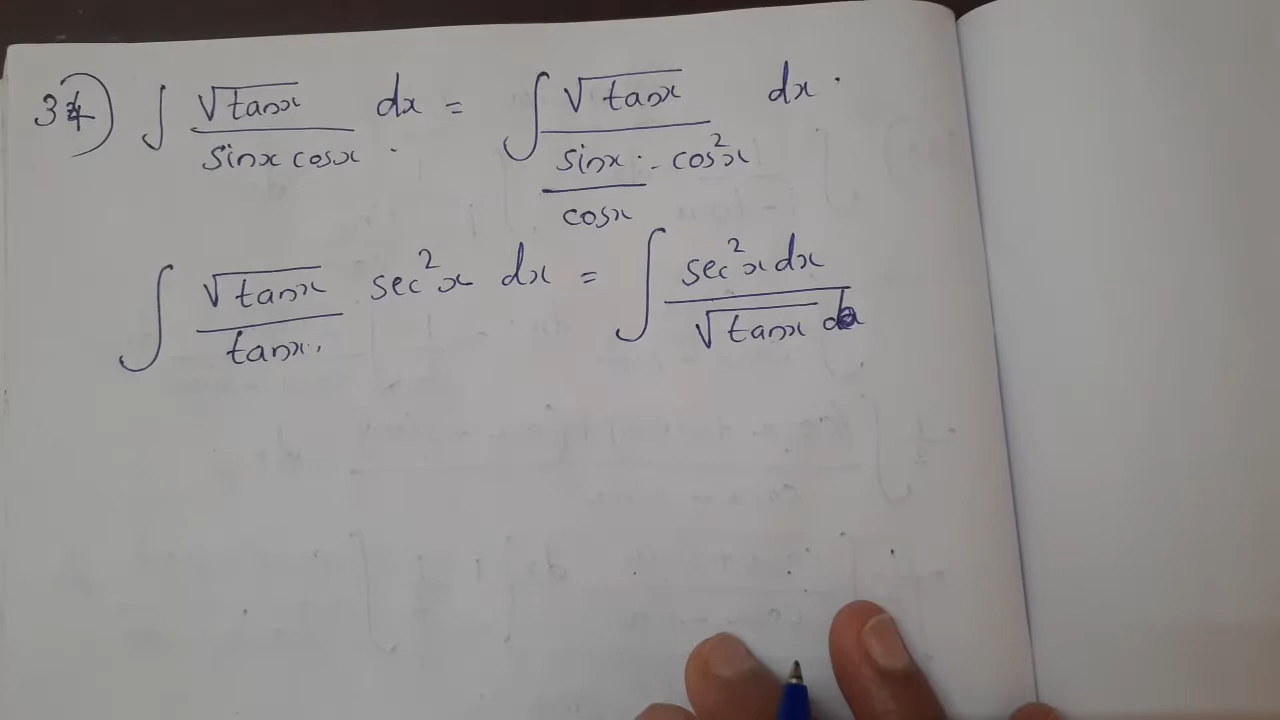 34) ∫ √tanx / sinx cosx dx = ∫ √tanx / (sinx / cosx · cos²x) dx.
∫ √tanx / tanx sec²x dx = ∫ sec²x dx / √tanx